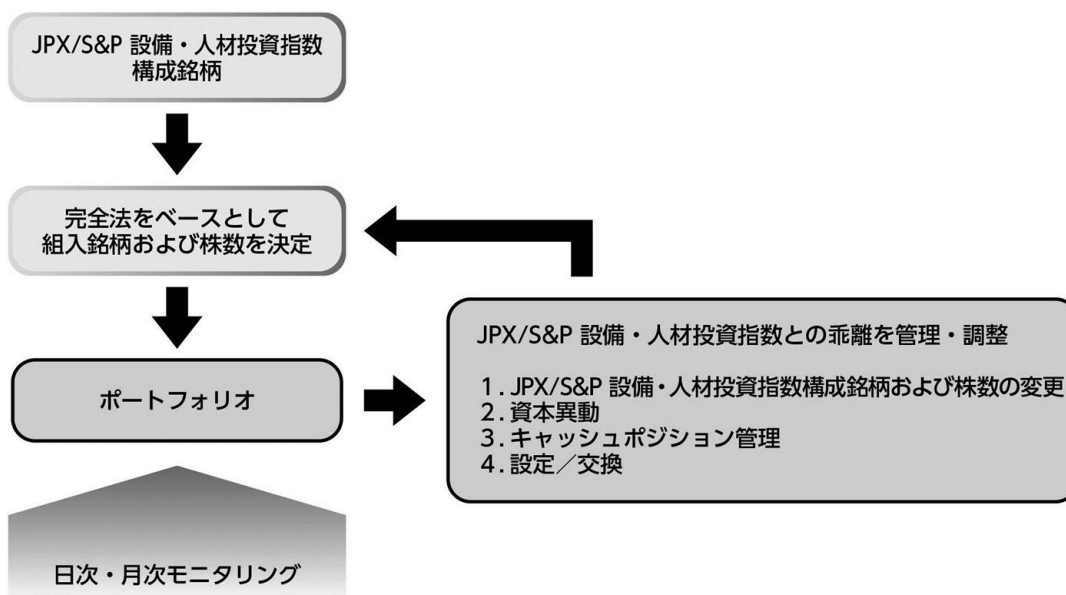 JPX/S&P 設備・人材投資指数
構成銘柄
完全法をベースとして
組入銘柄および株数を決定
ポートフォリオ
JPX/S&P 設備・人材投資指数との乖離を管理・調整
1. JPX/S&P 設備・人材投資指数構成銘柄および株数の変更
2. 資本異動
3. キャッシュポジション管理
4. 設定／交換
日次・月次モニタリング